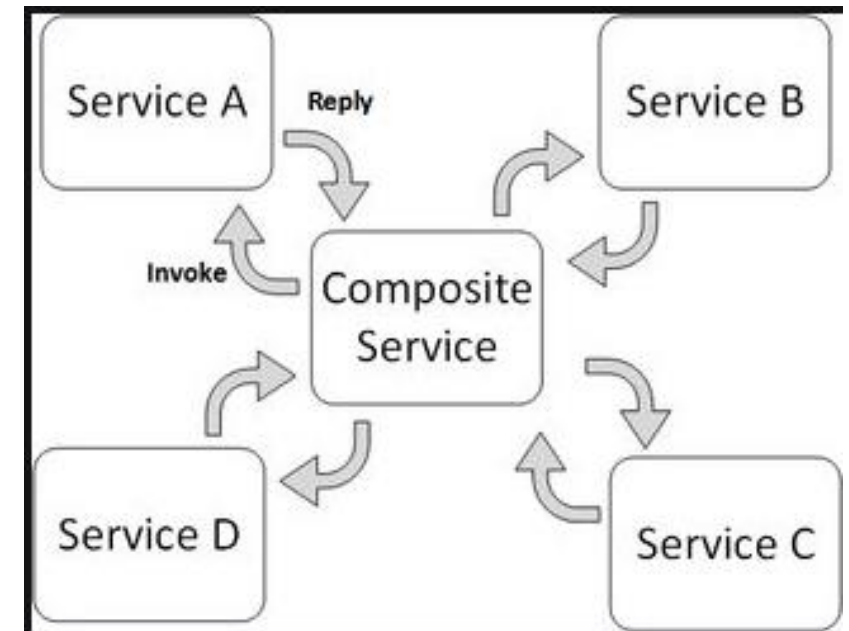 Service A
Reply
Service B
Invoke
Composite
Service
Service D
Service C